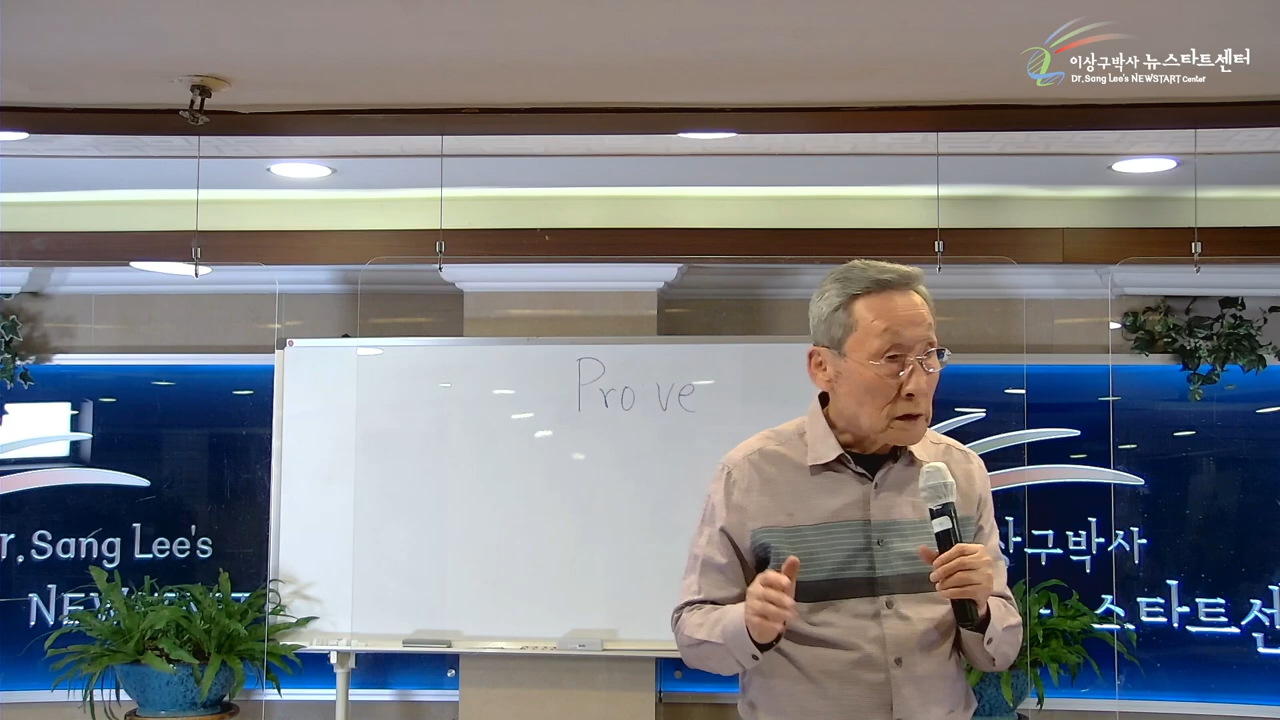 이상구박사 뉴스타트센터
Dr.Sang Lee's NEWSTART Center
Prove
r.Sang Lee's
상구박사
스타트센